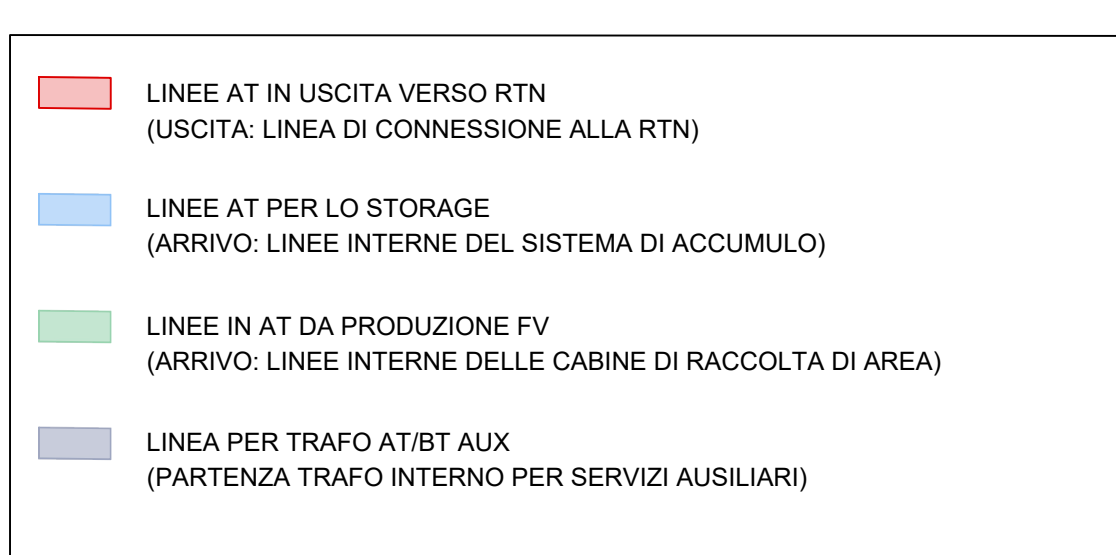 LINEE AT IN USCITA VERSO RTN
(USCITA: LINEA DI CONNESSIONE ALLA RTN)
LINEE AT PER LO STORAGE
(ARRIVO: LINEE INTERNE DEL SISTEMA DI ACCUMULO)
LINEE IN AT DA PRODUZIONE FV
(ARRIVO: LINEE INTERNE DELLE CABINE DI RACCOLTA DI AREA)
LINEA PER TRAFO AT/BT AUX
(PARTENZA TRAFO INTERNO PER SERVIZI AUSILIARI)